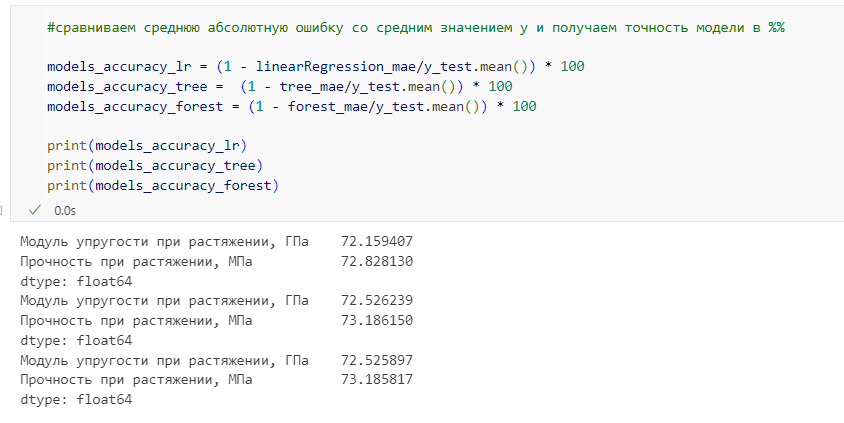 #сравниваем среднюю абсолютную ошибку со средним значением y и получаем точность модели в %%
models_accuracy_lr = (1 - linearRegression_mae/y_test.mean()) * 100
models_accuracy_tree =  (1 - tree_mae/y_test.mean()) * 100
models_accuracy_forest = (1 - forest_mae/y_test.mean()) * 100
print(models_accuracy_lr)
print(models_accuracy_tree)
print(models_accuracy_forest)
0.0s
Модуль упругости при растяжении, ГПа    72.159407
Прочность при растяжении, МПа           72.828130
dtype: float64
Модуль упругости при растяжении, ГПа    72.526239
Прочность при растяжении, МПа           73.186150
dtype: float64
Модуль упругости при растяжении, ГПа    72.525897
Прочность при растяжении, МПа           73.185817
dtype: float64